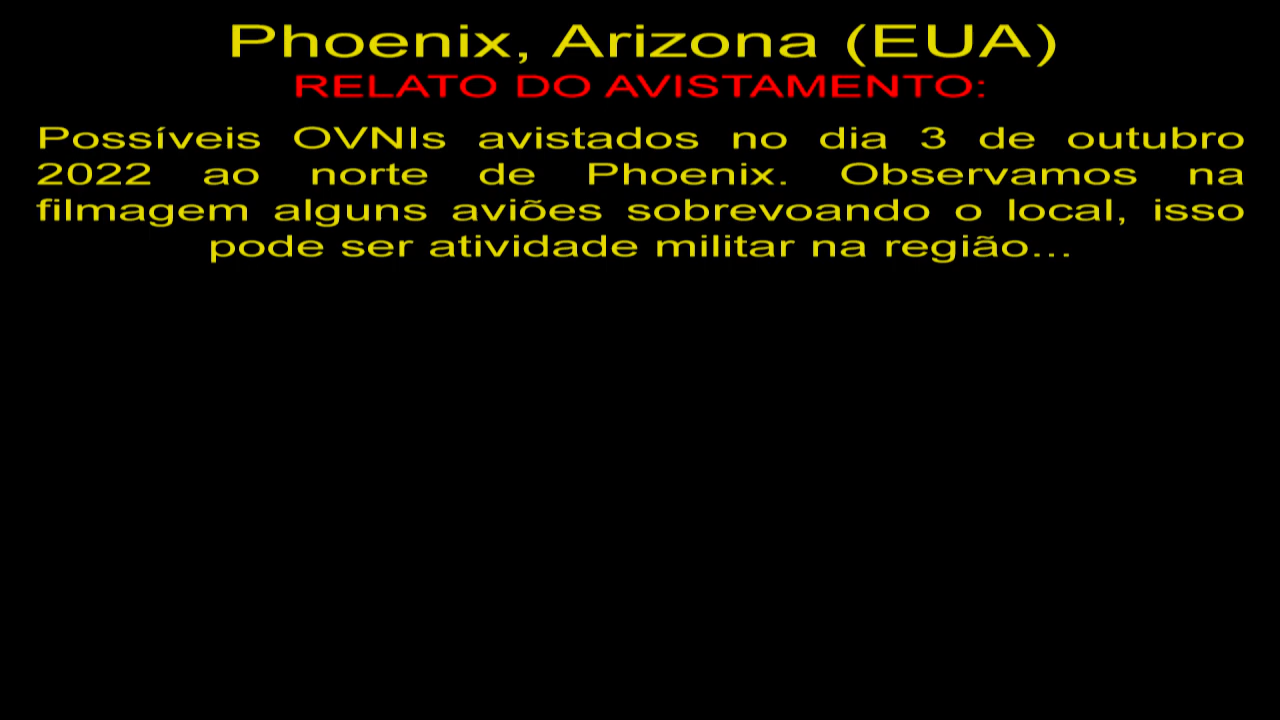 Phoenix, Arizona (EUA)
RELATO DO AVISTAMENTO:
Possíveis OVNIs avistados no dia 3 de outubro
2022 ao norte de Phoenix. Observamos na
filmagem alguns aviões sobrevoando o local, isso
pode ser atividade militar na região...